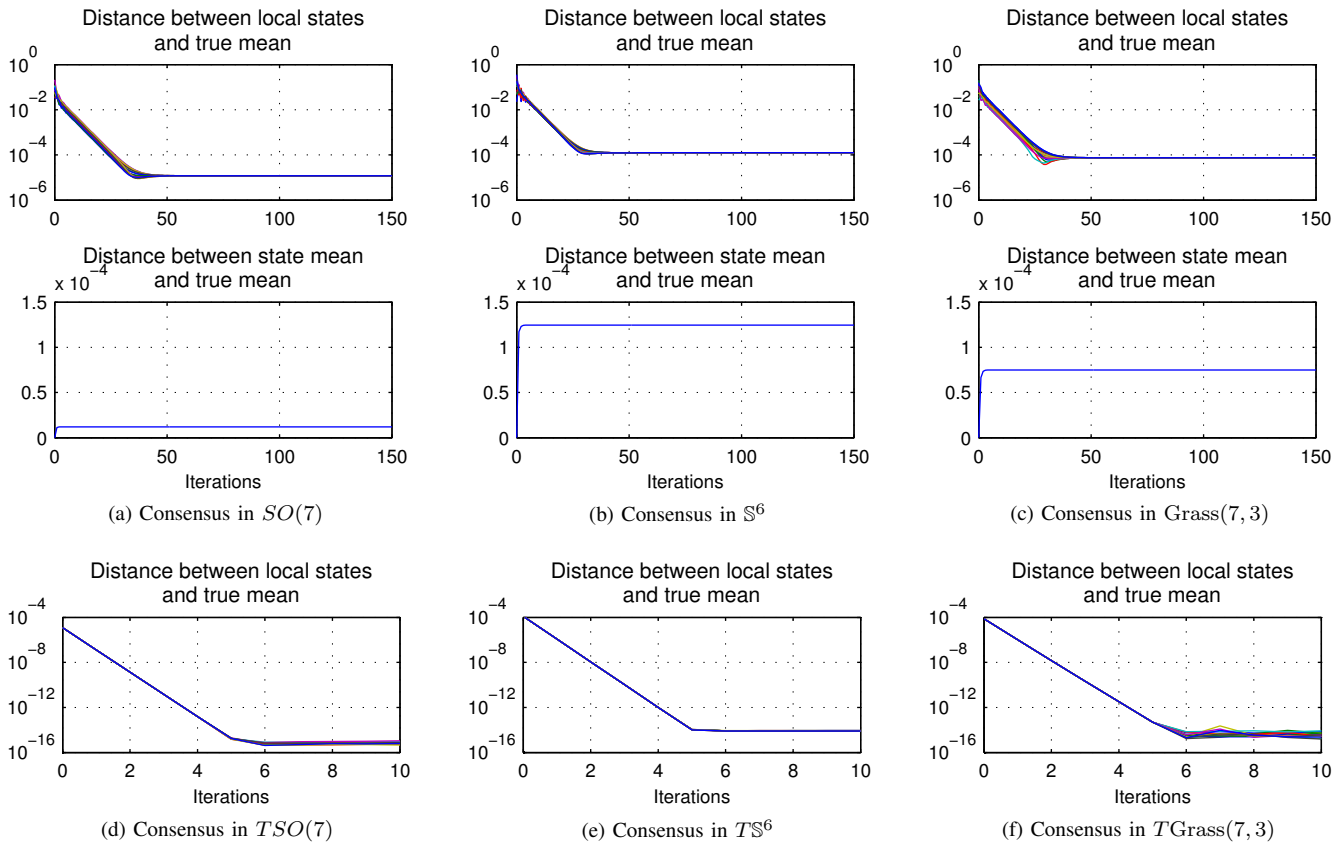 Distance between local states
and true mean
10^0
10^-2
10^-4
10^-6
0 50 100 150
Distance between local states
and true mean
10^0
10^-2
10^-4
10^-6
0 50 100 150
Distance between local states
and true mean
10^0
10^-2
10^-4
10^-6
0 50 100 150
Distance between state mean
and true mean
x 10^-4
1.5
1
0.5
0
0 50 100 150
Iterations
(a) Consensus in SO(7)
Distance between state mean
and true mean
x 10^-4
1.5
1
0.5
0
0 50 100 150
Iterations
(b) Consensus in 𝕊^6
Distance between state mean
and true mean
x 10^-4
1.5
1
0.5
0
0 50 100 150
Iterations
(c) Consensus in Grass(7, 3)
Distance between local states
and true mean
10^-4
10^-8
10^-12
10^-16
0 2 4 6 8 10
Iterations
(d) Consensus in TSO(7)
Distance between local states
and true mean
10^-4
10^-8
10^-12
10^-16
0 2 4 6 8 10
Iterations
(e) Consensus in T𝕊^6
Distance between local states
and true mean
10^-4
10^-8
10^-12
10^-16
0 2 4 6 8 10
Iterations
(f) Consensus in TGrass(7, 3)